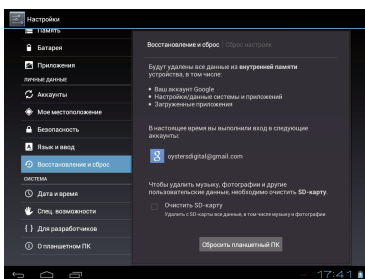 Настройки
Память
Батарея
Приложения
ЛИЧНЫЕ ДАННЫЕ
Аккаунты
Мое местоположение
Безопасность
Язык и ввод
Восстановление и сброс
СИСТЕМА
Дата и время
Спец. возможности
Для разработчиков
О планшетном ПК
Восстановление и сброс | Сброс настроек
Будут удалены все данные из внутренней памяти
устройства, в том числе:
• Ваш аккаунт Google
• Настройки/данные системы и приложений
• Загруженные приложения
В настоящее время вы выполнили вход в следующие
аккаунты:
oystersdigital@gmail.com
Чтобы удалить музыку, фотографии и другие
пользовательские данные, необходимо очистить SD-карту.
Очистить SD-карту
Удалить с SD-карты все данные, в том числе музыку и фотографии
Сбросить планшетный ПК
17:41